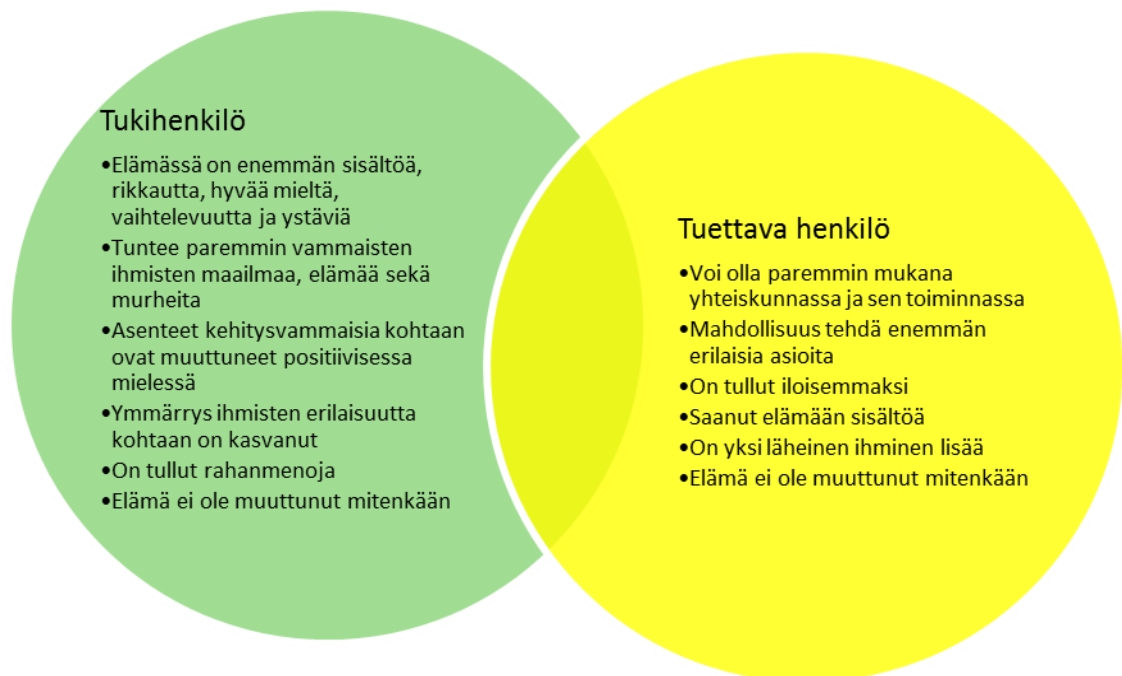 Tukihenkilö
•Elämässä on enemmän sisältöä,
rikkautta, hyvää mieltä,
vaihtelevuutta ja ystäviä
•Tuntee paremmin vammaisten
ihmisten maailmaa, elämää sekä
murheita
•Asenteet kehitysvammaisia kohtaan
ovat muuttuneet positiivisessa
mielessä
•Ymmärrys ihmisten erilaisuutta
kohtaan on kasvanut
•On tullut rahanmenoja
•Elämä ei ole muuttunut mitenkään
Tuettava henkilö
•Voi olla paremmin mukana
yhteiskunnassa ja sen toiminnassa
•Mahdollisuus tehdä enemmän
erilaisia asioita
•On tullut iloisemmaksi
•Saanut elämään sisältöä
•On yksi läheinen ihminen lisää
•Elämä ei ole muuttunut mitenkään